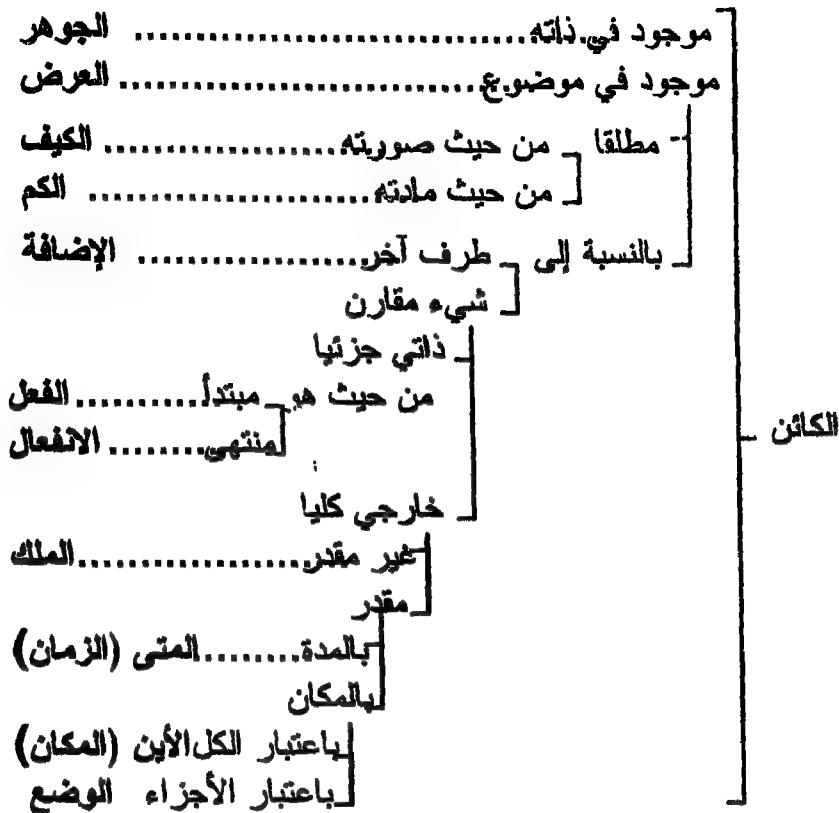 موجود في ذاته ............................ الجوهر
موجود في موضوع .......................... العرض
مطلقا من حيث صوريته .................. الكيف
من حيث مادته ................... الكم
بالنسبة إلى طرف آخر .................. الإضافة
شيء مقارن
ذاتي جزئيا
من حيث هو مبتدأ .......... الفعل
منتهي ........ الانفعال
الكائن
خارجي كليا
غير مقدر ................... الملك
مقدر
بالمدة ........ المتى (الزمان)
بالمكان
باعتبار الكل الأين (المكان)
باعتبار الأجزاء الوضع